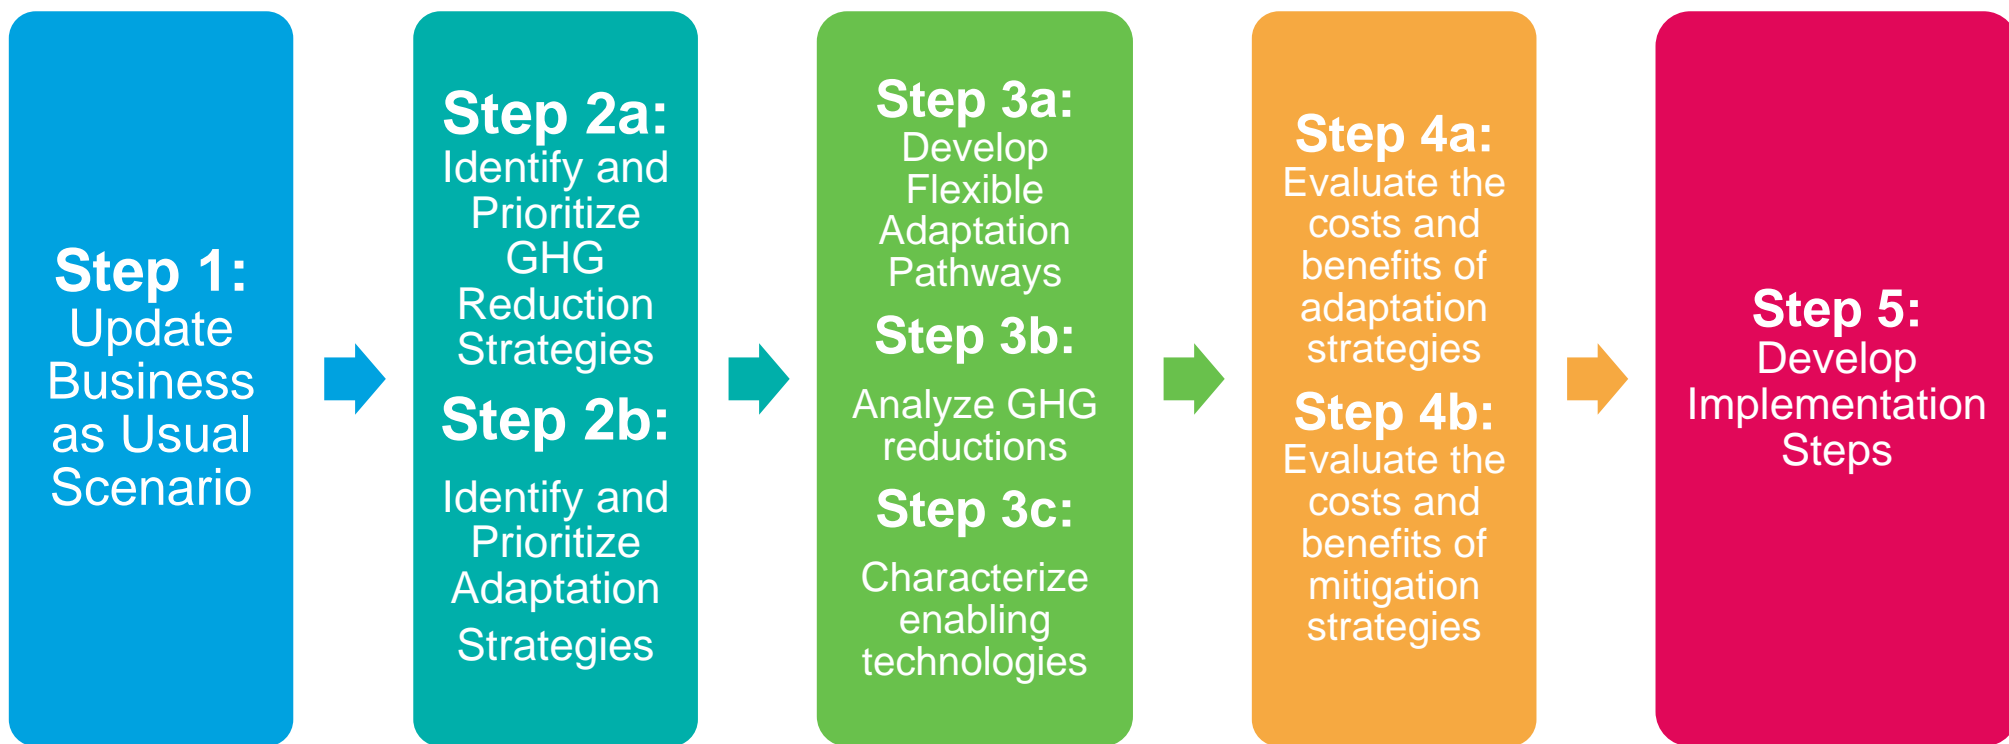 Step 1:
Update
Business
as Usual
Scenario
Step 2a:
Identify and
Prioritize
GHG
Reduction
Strategies
Step 2b:
Identify and
Prioritize
Adaptation
Strategies
Step 3a:
Develop
Flexible
Adaptation
Pathways
Step 3b:
Analyze GHG
reductions
Step 3c:
Characterize
enabling
technologies
Step 4a:
Evaluate the
costs and
benefits of
adaptation
strategies
Step 4b:
Evaluate the
costs and
benefits of
mitigation
strategies
Step 5:
Develop
Implementation
Steps